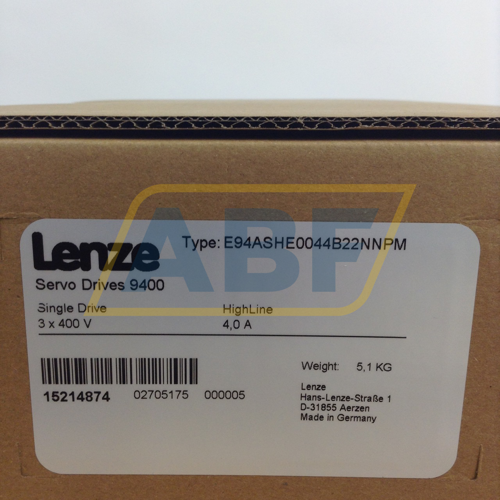 Lenze
Type: E94ASHE0044B22NNPM
Servo Drives 9400
Single Drive HighLine
3 x 400 V 4,0 A
Weight: 5,1 KG
15214874 02705175 000005
Lenze
Hans-Lenze-Straße 1
D-31855 Aerzen
Made in Germany
ABF